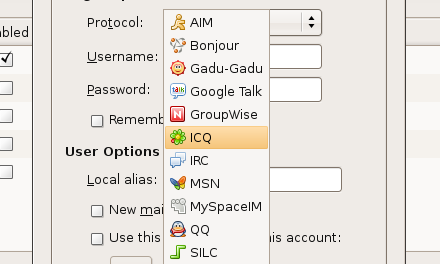 Protocol:
AIM
Bonjour
Username:
Gadu-Gadu
Google Talk
Password:
GroupWise
Rememb
ICQ
User Options
IRC
Local alias:
MSN
MySpaceIM
New mai
QQ
Use this
his account:
SILC